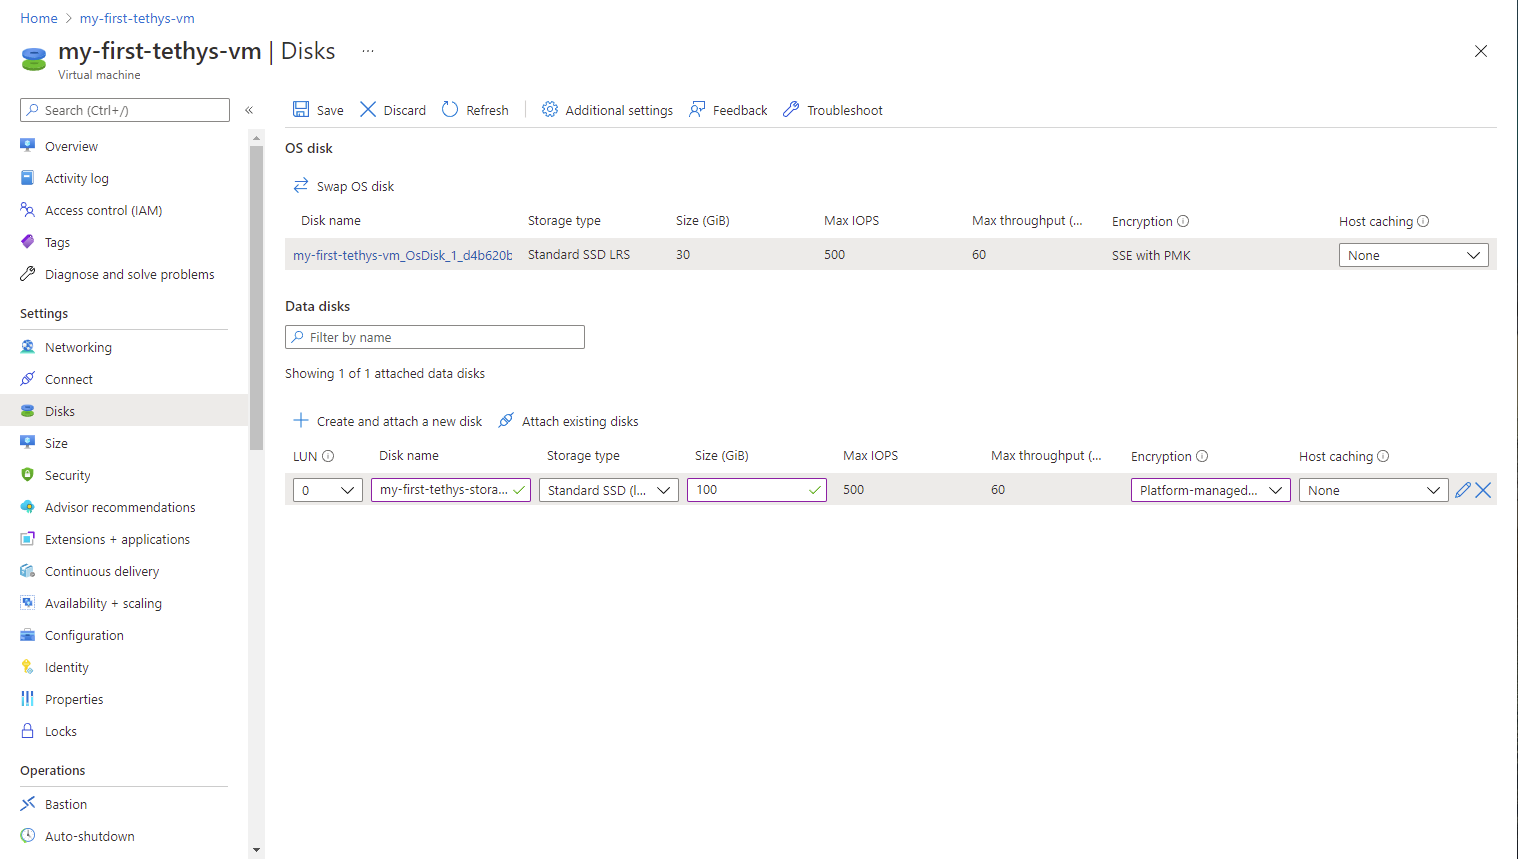 Home > my-first-tethys-vm
my-first-tethys-vm | Disks ...
Virtual machine
Search (Ctrl+/) «
Overview
Activity log
Access control (IAM)
Tags
Diagnose and solve problems
Settings
Networking
Connect
Disks
Size
Security
Advisor recommendations
Extensions + applications
Continuous delivery
Availability + scaling
Configuration
Identity
Properties
Locks
Operations
Bastion
Auto-shutdown
Save Discard Refresh Additional settings Feedback Troubleshoot
OS disk
Swap OS disk
Disk name Storage type Size (GiB) Max IOPS Max throughput (... Encryption Host caching
my-first-tethys-vm_OsDisk_1_d4b620b Standard SSD LRS 30 500 60 SSE with PMK None
Data disks
Filter by name
Showing 1 of 1 attached data disks
Create and attach a new disk Attach existing disks
LUN Disk name Storage type Size (GiB) Max IOPS Max throughput (... Encryption Host caching
0 my-first-tethys-stora... Standard SSD (l... 100 500 60 Platform-managed... None